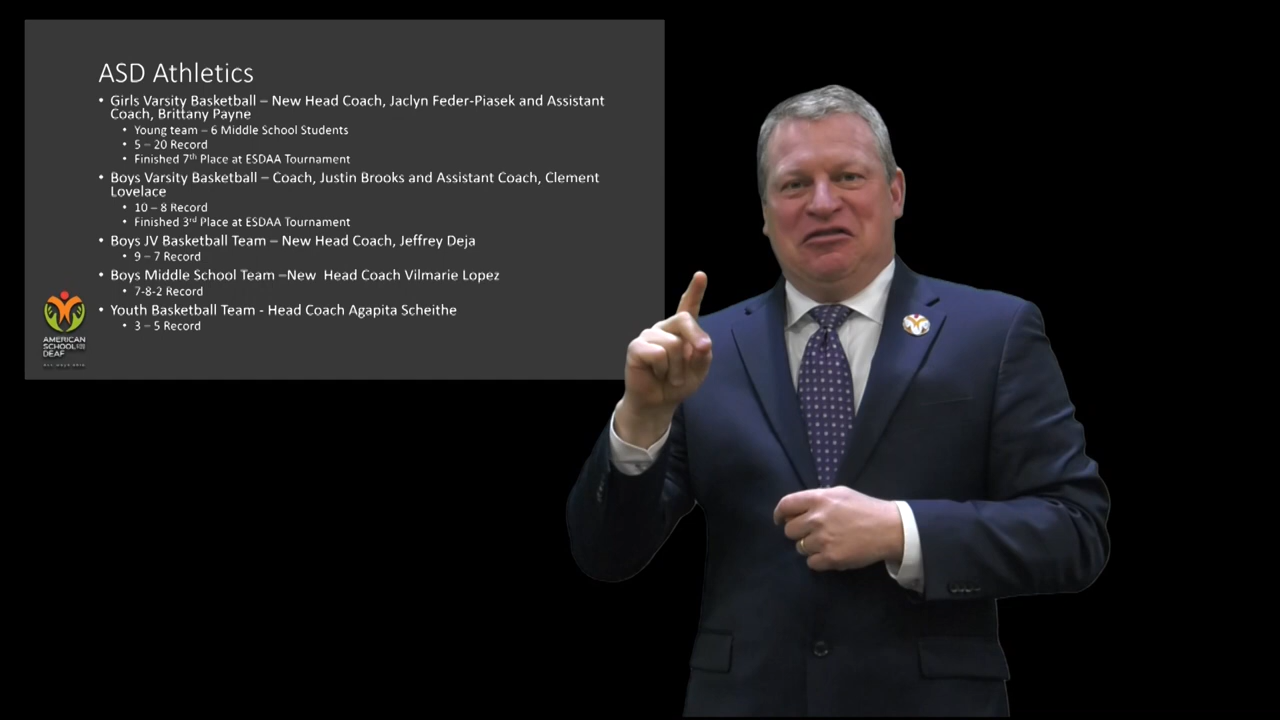 ASD Athletics
• Girls Varsity Basketball – New Head Coach, Jaclyn Feder-Piasek and Assistant
Coach, Brittany Payne
• Young team – 6 Middle School Students
• 5 – 20 Record
• Finished 7th Place at ESDAA Tournament
• Boys Varsity Basketball – Coach, Justin Brooks and Assistant Coach, Clement
Lovelace
• 10 – 8 Record
• Finished 3rd Place at ESDAA Tournament
• Boys JV Basketball Team – New Head Coach, Jeffrey Deja
• 9 – 7 Record
• Boys Middle School Team –New  Head Coach Vilmarie Lopez
• 7-8-2 Record
• Youth Basketball Team - Head Coach Agapita Scheithe
• 3 – 5 Record
AMERICAN
SCHOOL FOR THE
DEAF